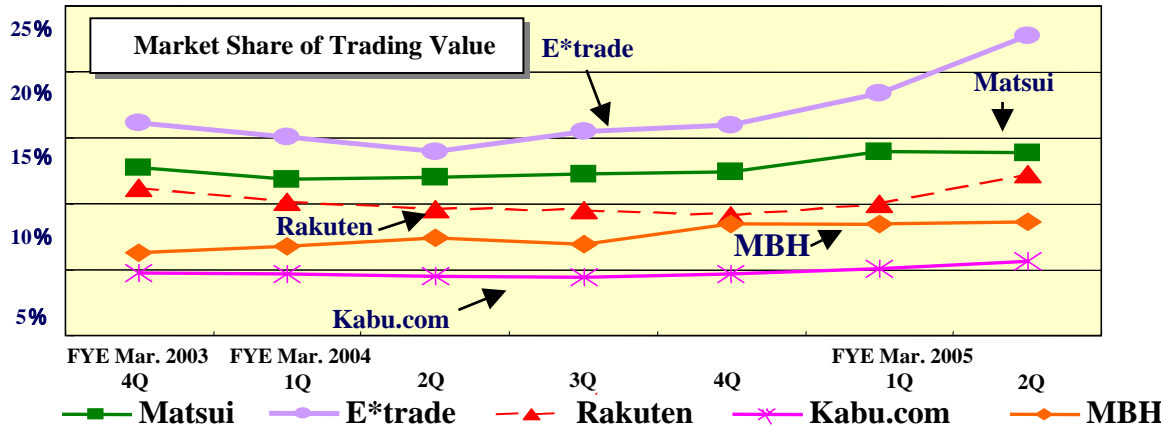 25%
Market Share of Trading Value
E*trade
20%
Matsui
15%
Rakuten
10%
MBH
Kabu.com
5%
FYE Mar. 2003 FYE Mar. 2004 FYE Mar. 2005
4Q 1Q 2Q 3Q 4Q 1Q 2Q
Matsui E*trade Rakuten Kabu.com MBH